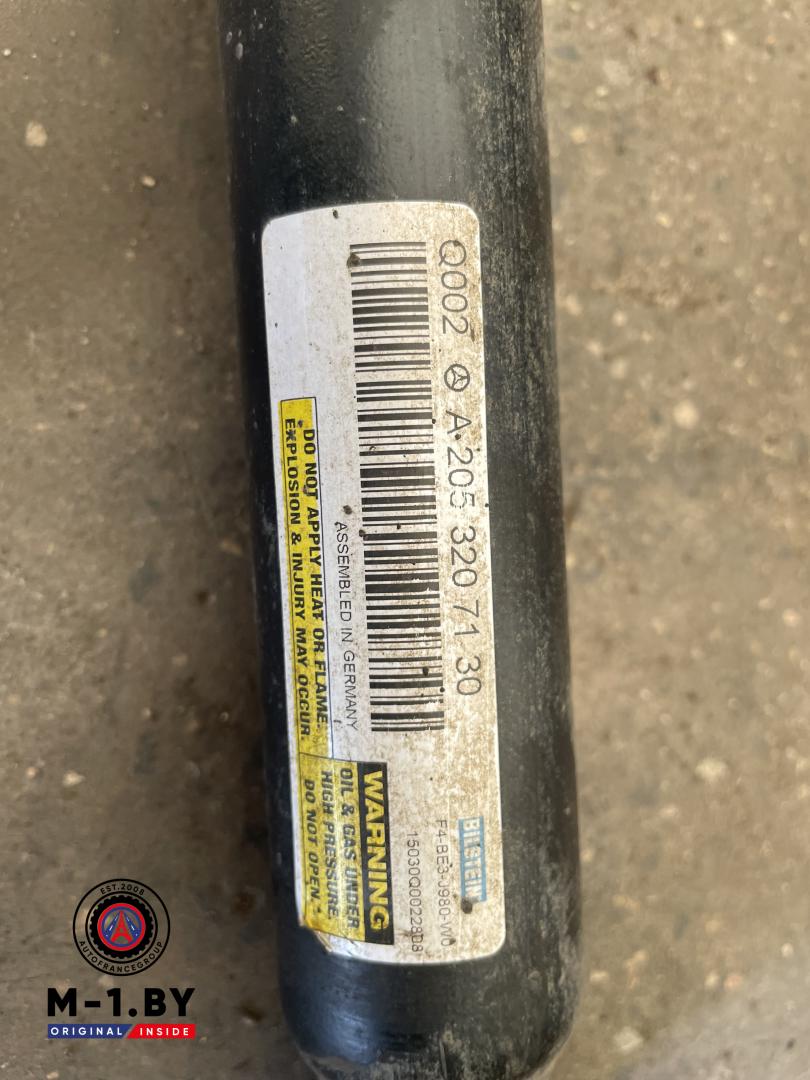 Q002 A 205 320 71 30
ASSEMBLED IN GERMANY
DO NOT APPLY HEAT OR FLAME.
EXPLOSION & INJURY MAY OCCUR.
BILSTEIN
F4-BE3-J980-W0
15030Q0022808
WARNING
OIL & GAS UNDER
HIGH PRESSURE
DO NOT OPEN.
EST.2008
AUTOFRANCEGROUP
M-1.BY
ORIGINAL INSIDE